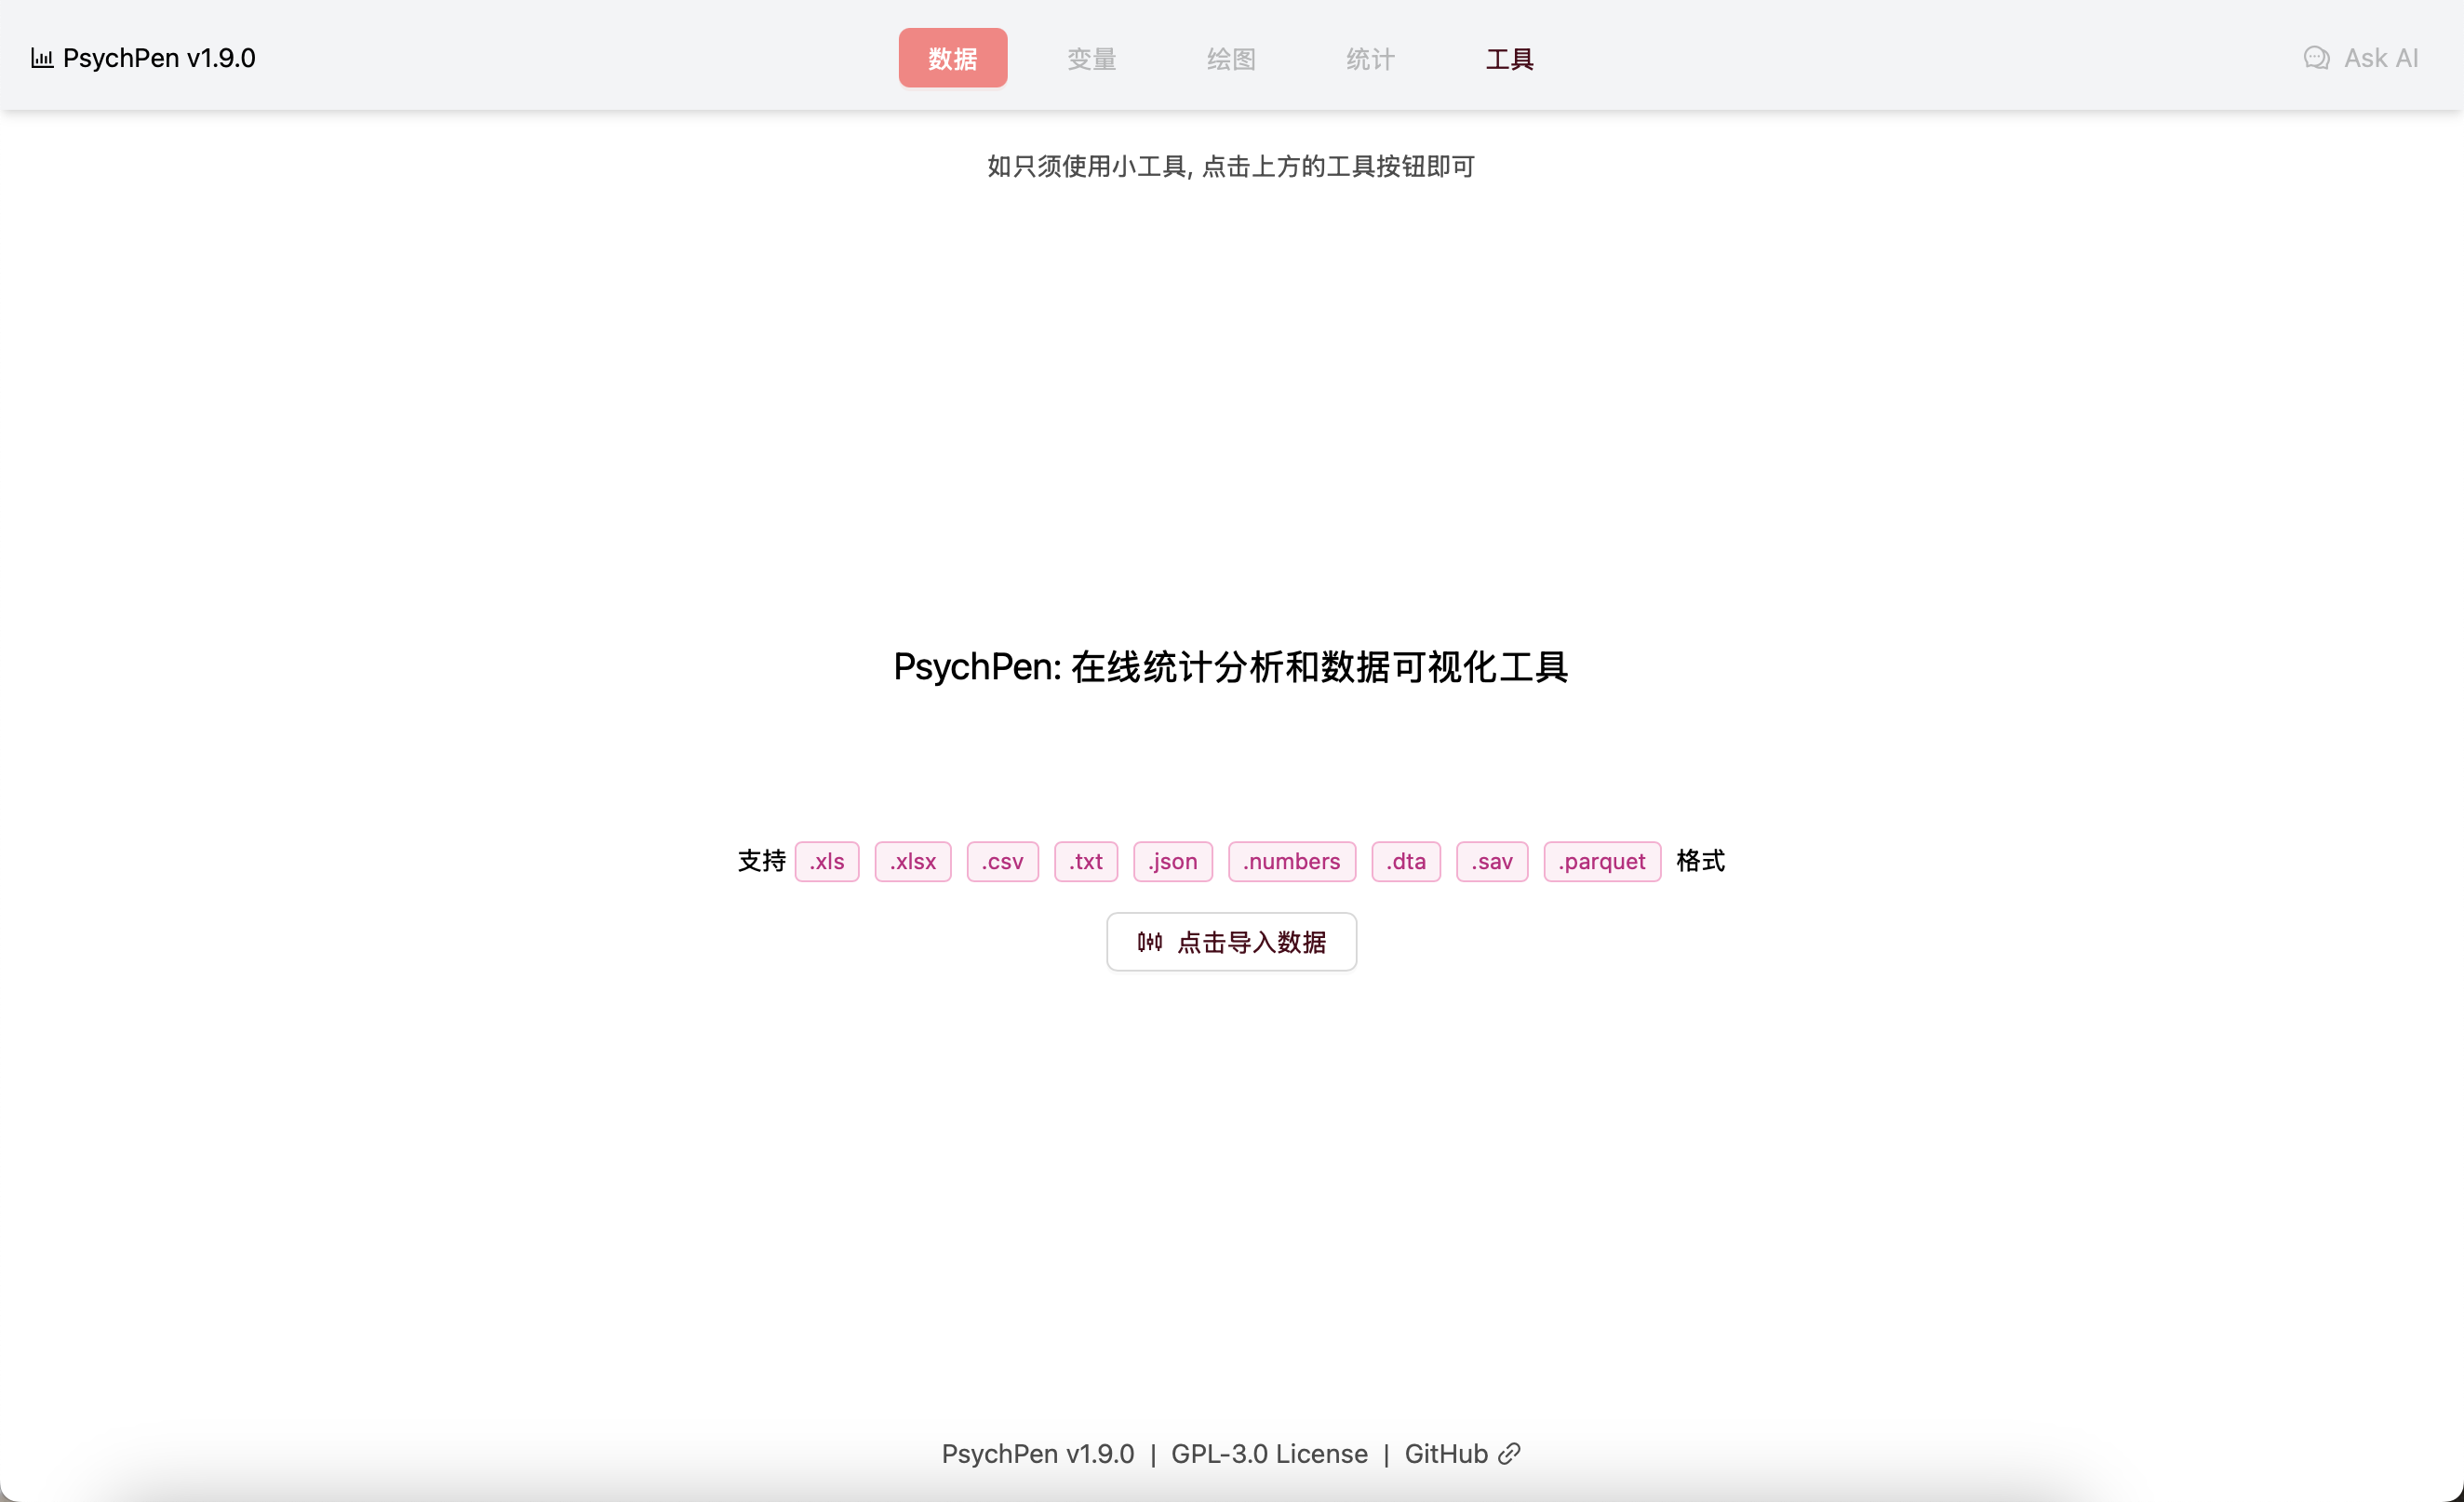 PsychPen v1.9.0 数据 变量 绘图 统计 工具 Ask AI
如只须使用小工具, 点击上方的工具按钮即可
PsychPen: 在线统计分析和数据可视化工具
支持 .xls .xlsx .csv .txt .json .numbers .dta .sav .parquet 格式
点击导入数据
PsychPen v1.9.0 | GPL-3.0 License | GitHub